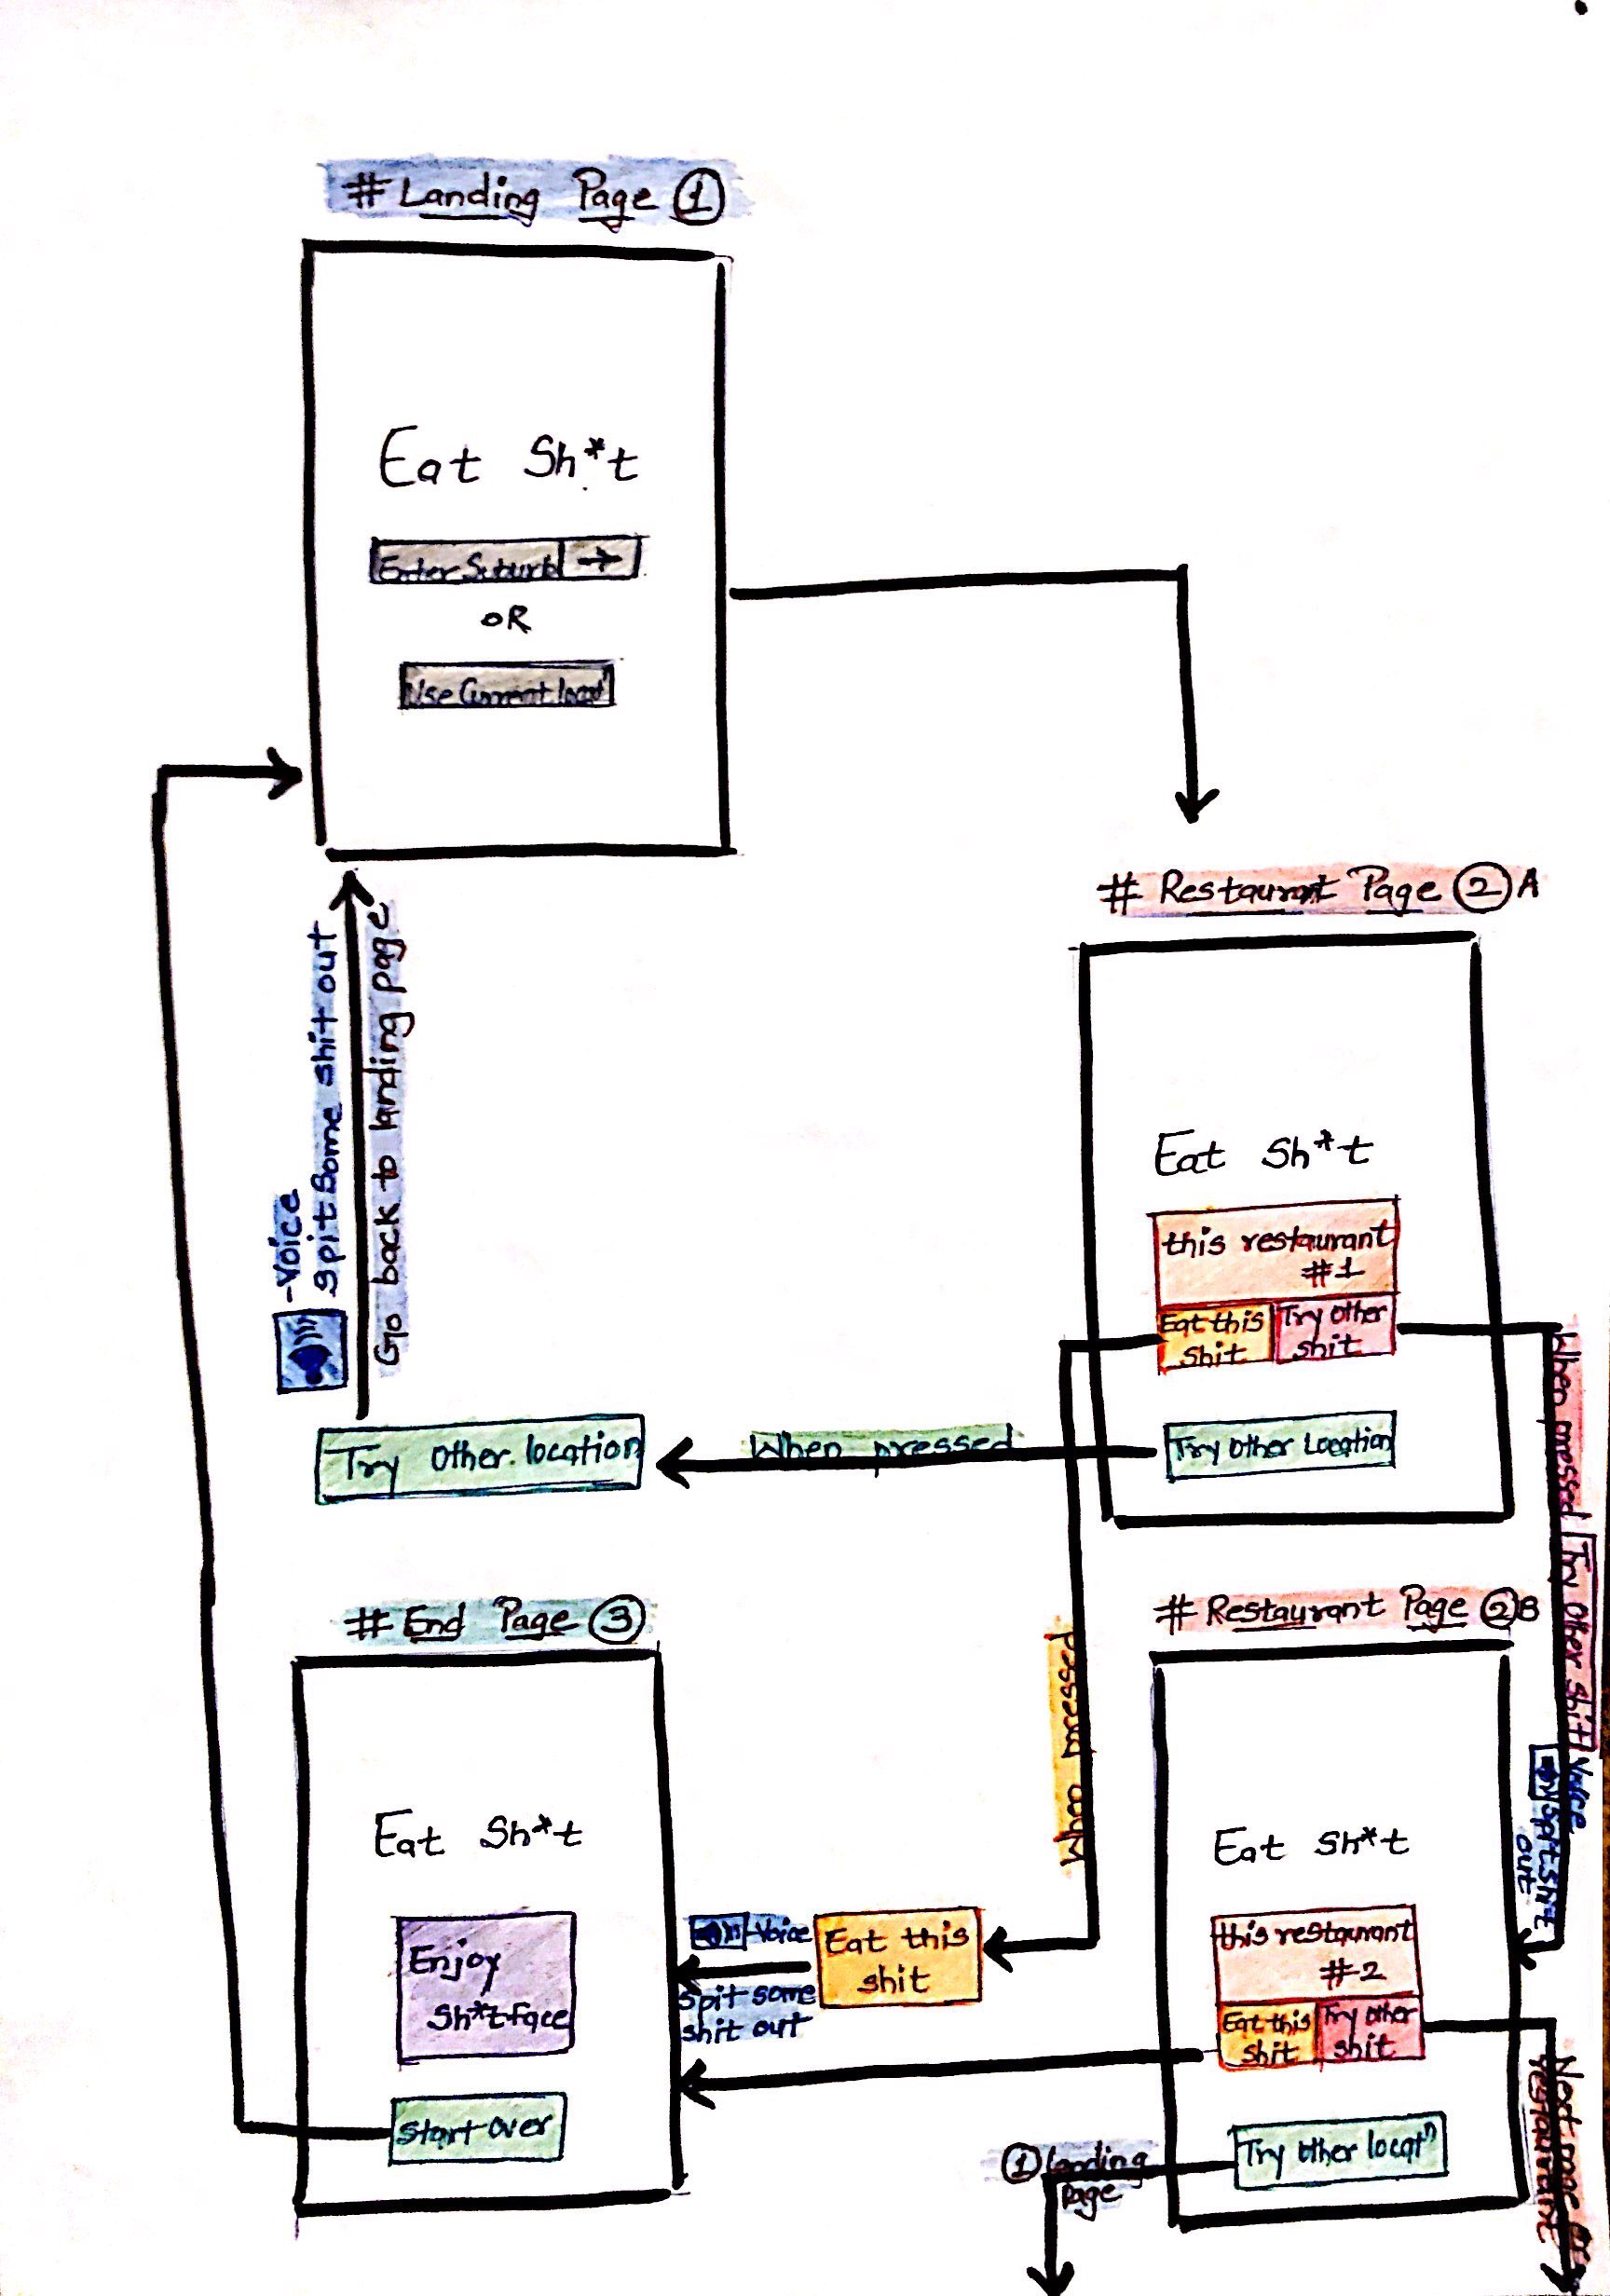 # Landing Page ①
Eat Sh*t
Enter Suburb →
OR
Use Current locatⁿ
-Voice
Spit Some shit out
Go back to landing page
# Restaurant Page ② A
Eat Sh*t
this restaurant
#1
Eat this
shit
Try other
shit
Try Other Location
When pressed
Try Other location
When pressed Try Other shit
Voice
spit shit
out
When pressed
# End Page ③
Eat Sh*t
Enjoy
Sh*tface
Start over
-Voice
Spit some
shit out
Eat this
shit
# Restaurant Page ②B
Eat Sh*t
this restaurant
#2
Eat this
shit
Try other
shit
Try other locatⁿ
① landing
Page
Next page for